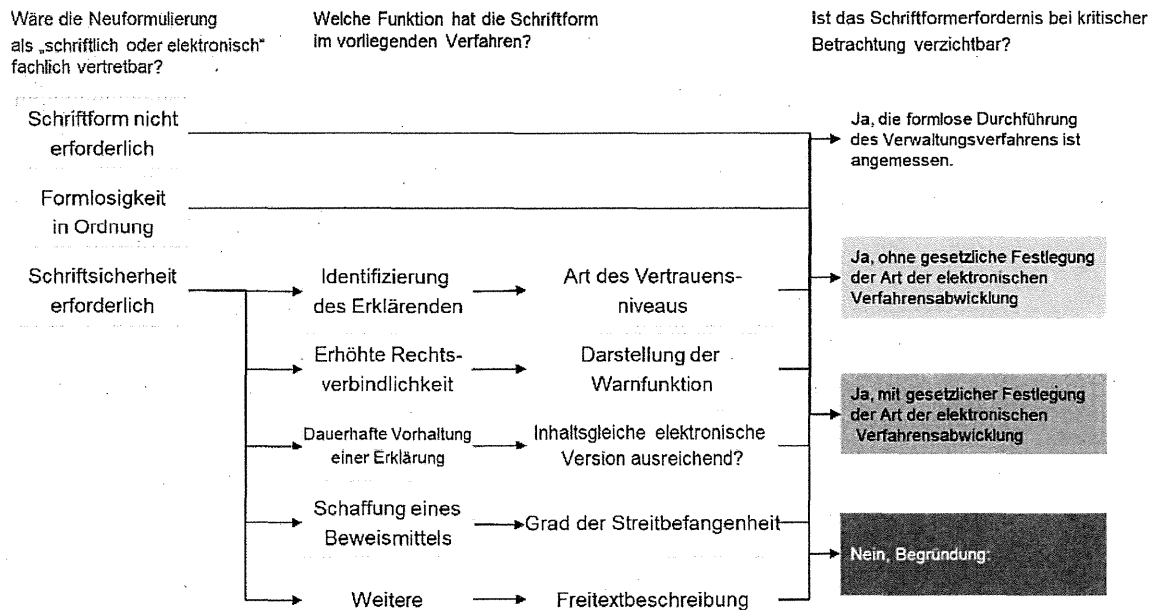 Wäre die Neuformulierung
als „schriftlich oder elektronisch“
fachlich vertretbar?
Welche Funktion hat die Schriftform
im vorliegenden Verfahren?
Ist das Schriftformerfordernis bei kritischer
Betrachtung verzichtbar?
Schriftform nicht
erforderlich
Ja, die formlose Durchführung
des Verwaltungsverfahrens ist
angemessen.
Formlosigkeit
in Ordnung
Schriftsicherheit
erforderlich
Identifizierung
des Erklärenden
Art des Vertrauens-
niveaus
Ja, ohne gesetzliche Festlegung
der Art der elektronischen
Verfahrensabwicklung
Erhöhte Rechts-
verbindlichkeit
Darstellung der
Warnfunktion
Ja, mit gesetzlicher Festlegung
der Art der elektronischen
Verfahrensabwicklung
Dauerhafte Vorhaltung
einer Erklärung
Inhaltsgleiche elektronische
Version ausreichend?
Schaffung eines
Beweismittels
Grad der Streitbefangenheit
Nein, Begründung:
Weitere
Freitextbeschreibung